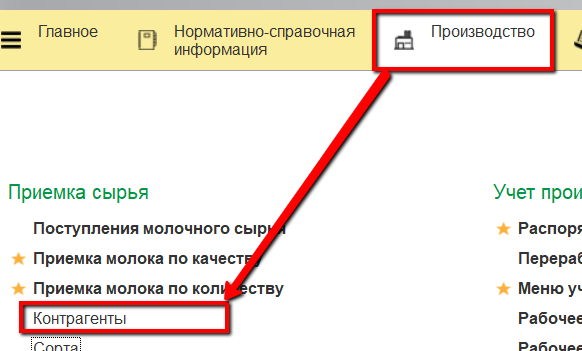 Главное
Нормативно-справочная
информация
Производство
Приемка сырья
Поступления молочного сырья
Приемка молока по качеству
Приемка молока по количеству
Контрагенты
Сорта
Учет прои
Распоря
Перераб
Меню уч
Рабочее
Рабочее